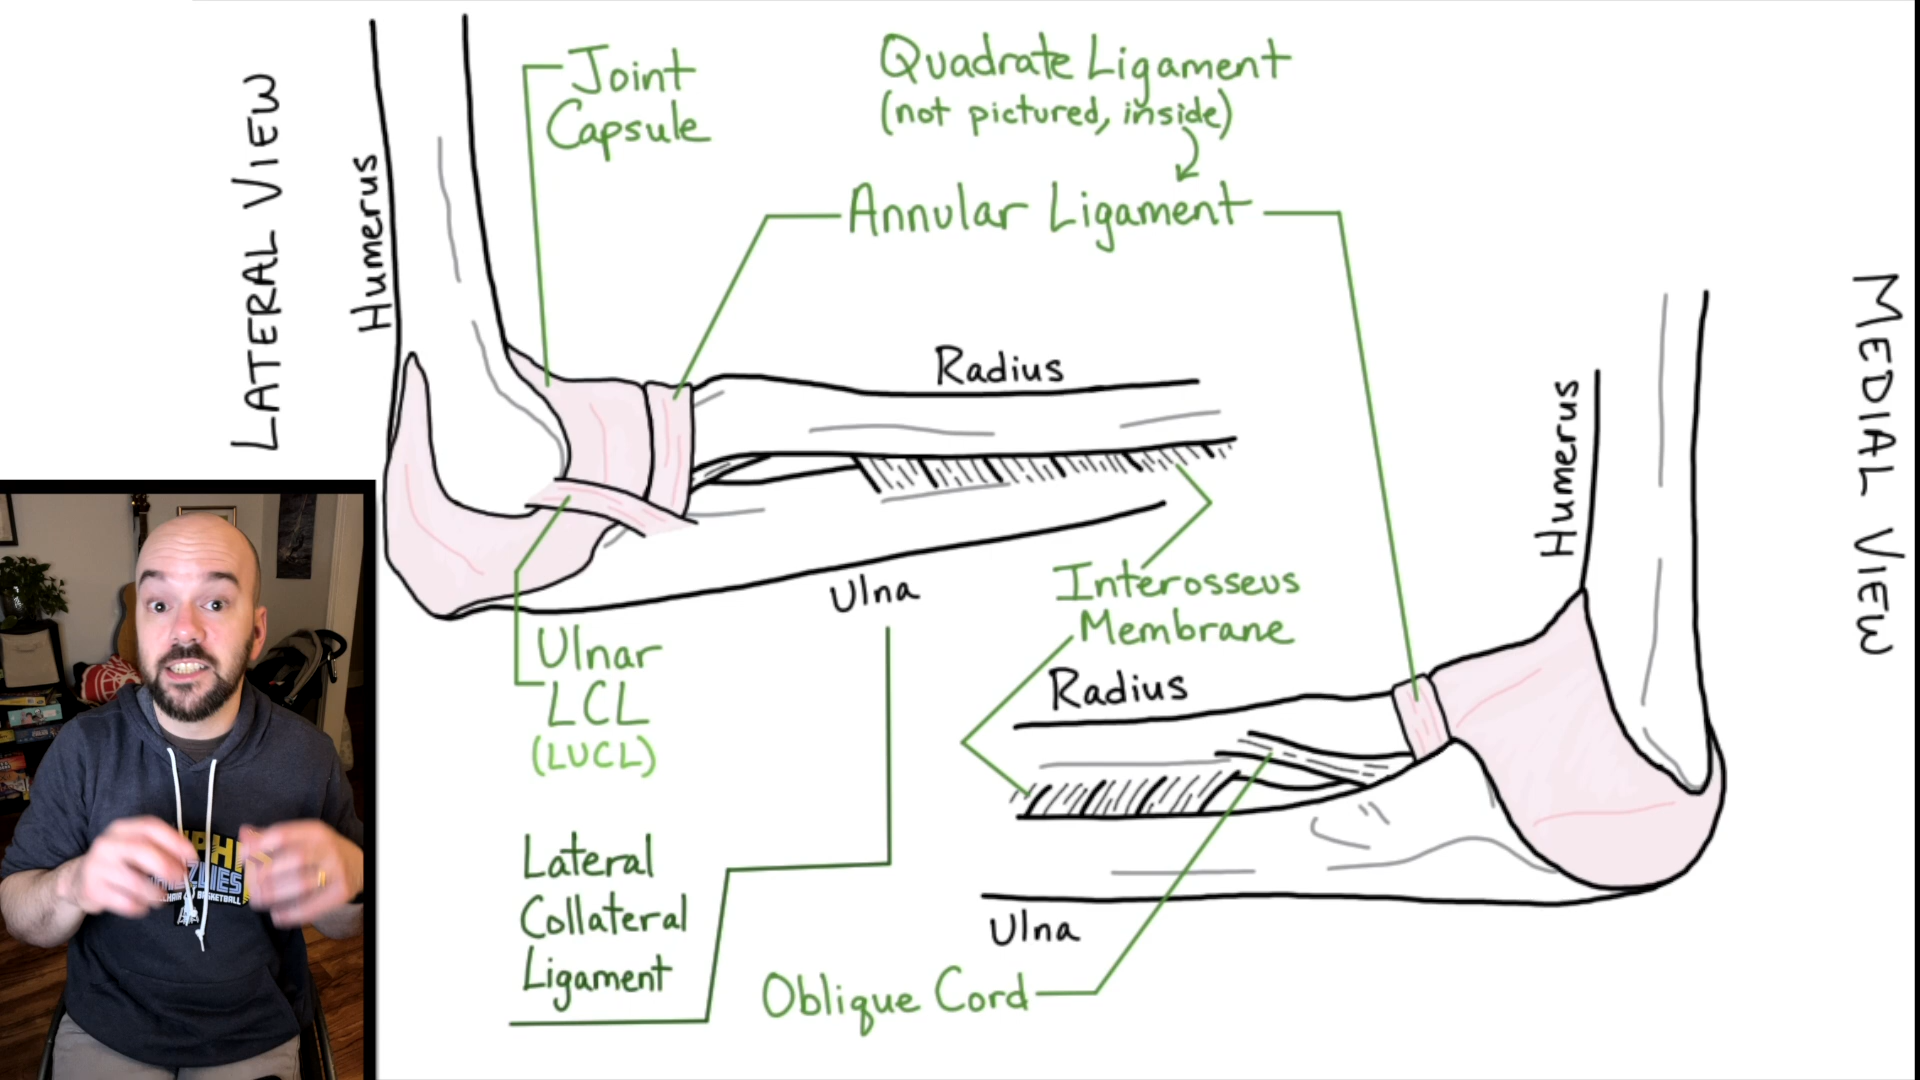 LATERAL VIEW
Humerus
Joint
Capsule
Quadrate Ligament
(not pictured, inside)
Annular Ligament
Radius
Ulna
Interosseus
Membrane
Ulnar
LCL
(LUCL)
Lateral
Collateral
Ligament
Oblique Cord
MEDIAL VIEW
Humerus
Radius
Ulna
BASKETBALL